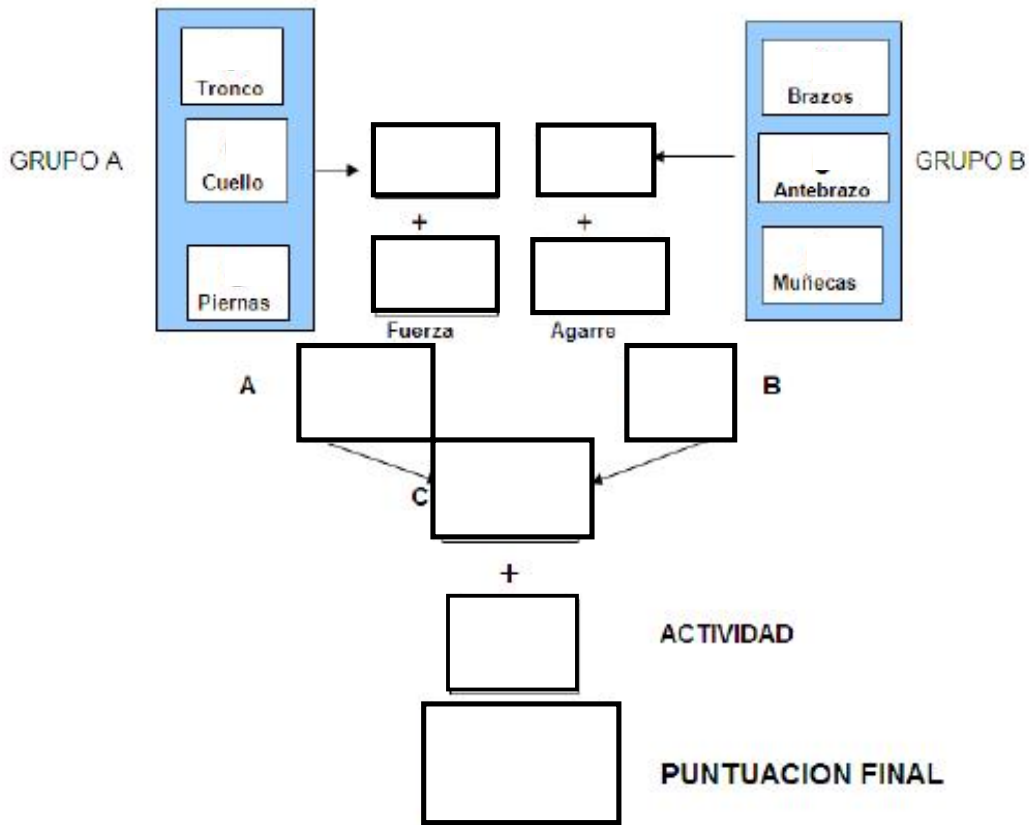 GRUPO A
Tronco
Cuello
Piernas
+
Fuerza
+
Agarre
Brazos
Antebrazo
Muñecas
GRUPO B
A
B
C
+
ACTIVIDAD
PUNTUACION FINAL